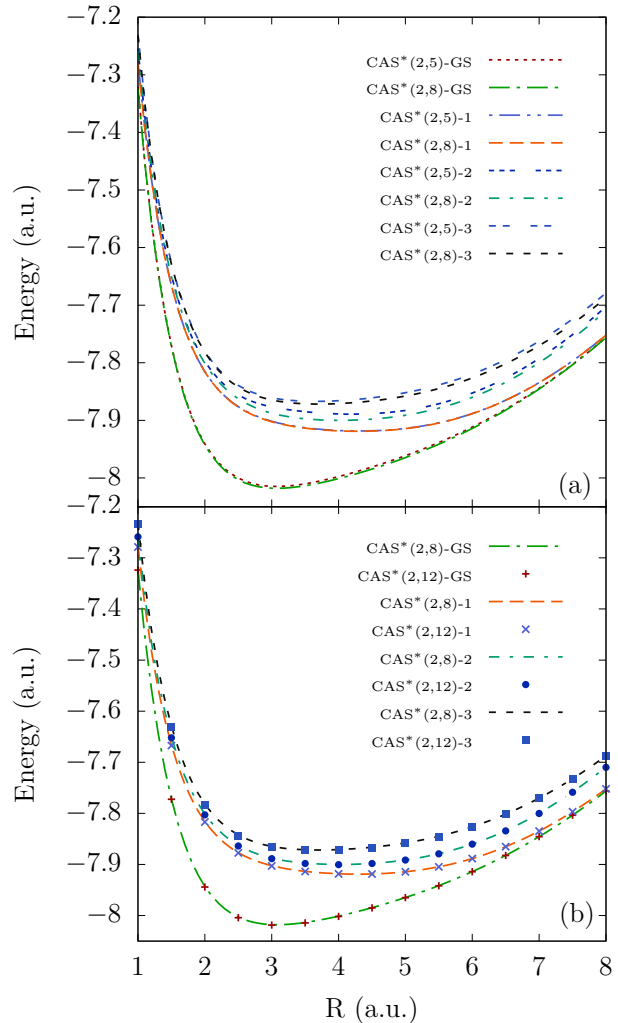 −7.2
−7.3
−7.4
−7.5
−7.6
−7.7
−7.8
−7.9
−8
Energy (a.u.)
CAS*(2,5)-GS
CAS*(2,8)-GS
CAS*(2,5)-1
CAS*(2,8)-1
CAS*(2,5)-2
CAS*(2,8)-2
CAS*(2,5)-3
CAS*(2,8)-3
(a)
−7.2
−7.3
−7.4
−7.5
−7.6
−7.7
−7.8
−7.9
−8
Energy (a.u.)
CAS*(2,8)-GS
CAS*(2,12)-GS
CAS*(2,8)-1
CAS*(2,12)-1
CAS*(2,8)-2
CAS*(2,12)-2
CAS*(2,8)-3
CAS*(2,12)-3
(b)
1 2 3 4 5 6 7 8
R (a.u.)